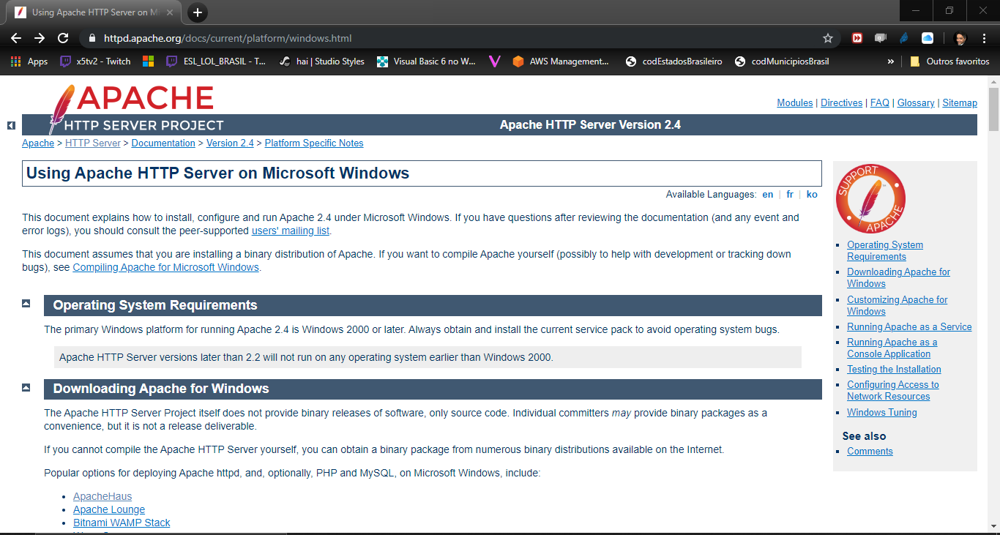 Using Apache HTTP Server on M
httpd.apache.org/docs/current/platform/windows.html
Apps
x5tv2 - Twitch
ESL_LOL_BRASIL - T...
hai | Studio Styles
Visual Basic 6 no W...
AWS Management...
codEstadosBrasileiro
codMunicipiosBrasil
»
Outros favoritos
APACHE
HTTP SERVER PROJECT
Modules | Directives | FAQ | Glossary | Sitemap
Apache HTTP Server Version 2.4
Apache > HTTP Server > Documentation > Version 2.4 > Platform Specific Notes
Using Apache HTTP Server on Microsoft Windows
Available Languages: en | fr | ko
This document explains how to install, configure and run Apache 2.4 under Microsoft Windows. If you have questions after reviewing the documentation (and any event and
error logs), you should consult the peer-supported users' mailing list.
This document assumes that you are installing a binary distribution of Apache. If you want to compile Apache yourself (possibly to help with development or tracking down
bugs), see Compiling Apache for Microsoft Windows.
Operating System Requirements
The primary Windows platform for running Apache 2.4 is Windows 2000 or later. Always obtain and install the current service pack to avoid operating system bugs.
Apache HTTP Server versions later than 2.2 will not run on any operating system earlier than Windows 2000.
Downloading Apache for Windows
The Apache HTTP Server Project itself does not provide binary releases of software, only source code. Individual committers may provide binary packages as a
convenience, but it is not a release deliverable.
If you cannot compile the Apache HTTP Server yourself, you can obtain a binary package from numerous binary distributions available on the Internet.
Popular options for deploying Apache httpd, and, optionally, PHP and MySQL, on Microsoft Windows, include:
ApacheHaus
Apache Lounge
Bitnami WAMP Stack
SUPPORT
APACHE
Operating System
Requirements
Downloading Apache for
Windows
Customizing Apache for
Windows
Running Apache as a Service
Running Apache as a
Console Application
Testing the Installation
Configuring Access to
Network Resources
Windows Tuning
See also
Comments